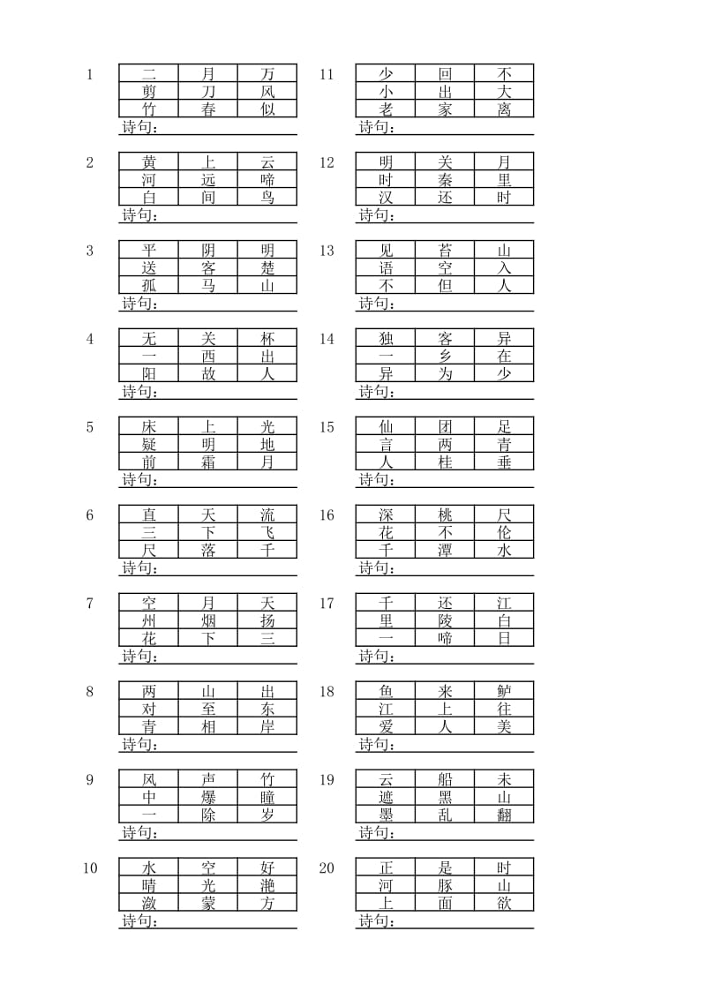 1 二 月 万 11 少 回 不
剪 刀 风 小 出 大
竹 春 似 老 家 离
诗句： 诗句：
2 黄 上 云 12 明 关 月
河 远 啼 时 秦 里
白 间 鸟 汉 还 时
诗句： 诗句：
3 平 阴 明 13 见 苔 山
送 客 楚 语 空 入
孤 马 山 不 但 人
诗句： 诗句：
4 无 关 杯 14 独 客 异
一 西 出 一 乡 在
阳 故 人 异 为 少
诗句： 诗句：
5 床 上 光 15 仙 团 足
疑 明 地 言 两 青
前 霜 月 人 桂 垂
诗句： 诗句：
6 直 天 流 16 深 桃 尺
三 下 飞 花 不 伦
尺 落 千 千 潭 水
诗句： 诗句：
7 空 月 天 17 千 还 江
州 烟 扬 里 陵 白
花 下 三 一 啼 日
诗句： 诗句：
8 两 山 出 18 鱼 来 鲈
对 至 东 江 上 往
青 相 岸 爱 人 美
诗句： 诗句：
9 风 声 竹 19 云 船 未
中 爆 瞳 遮 黑 山
一 除 岁 墨 乱 翻
诗句： 诗句：
10 水 空 好 20 正 是 时
晴 光 滟 河 豚 山
潋 蒙 方 上 面 欲
诗句： 诗句：